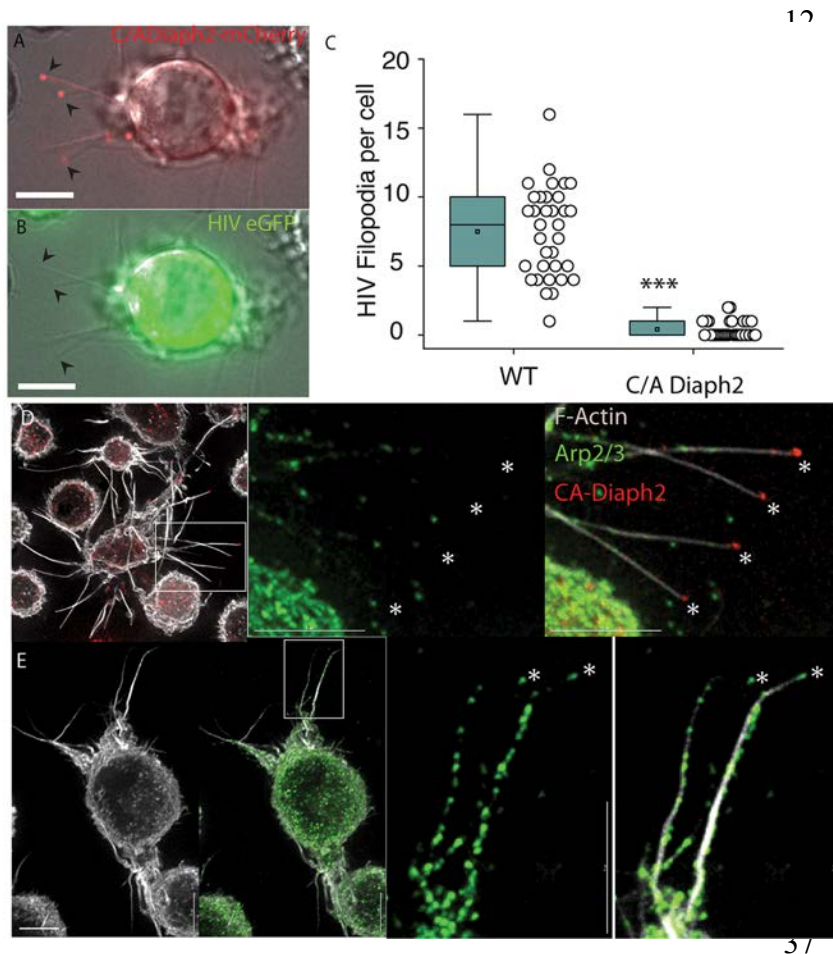 12
A
C/ADiaph2-mCherry
B
HIV eGFP
C
HIV Filopodia per cell
20
15
10
5
0
***
WT
C/A Diaph2
D
F-Actin
Arp2/3
CA-Diaph2
*
*
*
*
*
*
*
*
E
*
*
*
*
37